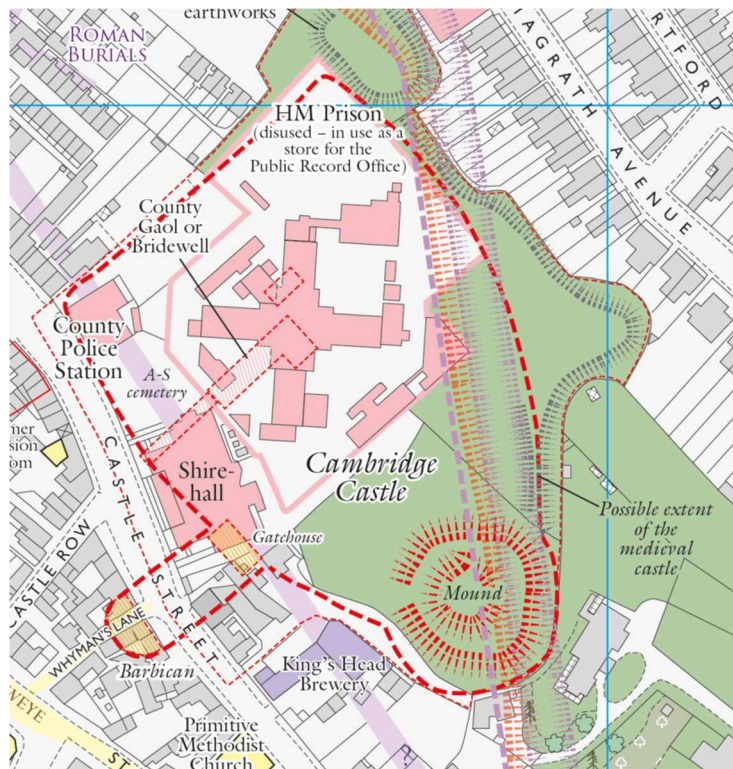 earthworks
ROMAN
BURIALS
HM Prison
(disused – in use as a
store for the
Public Record Office)
AVENUE
County
Gaol or
Bridewell
County
Police
Station
A-S
cemetery
Shire-
hall
Cambridge
Castle
Gatehouse
Possible extent
of the
medieval
castle
Mound
CASTLE STREET
CASTLE ROW
WHYMAN'S LANE
Barbican
King's Head
Brewery
Primitive
Methodist
Church
?